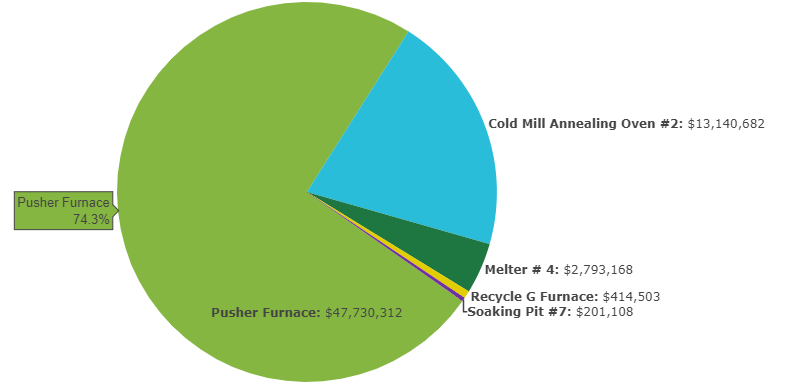 Cold Mill Annealing Oven #2: $13,140,682
Pusher Furnace
74.3%
Melter # 4: $2,793,168
Recycle G Furnace: $414,503
Soaking Pit #7: $201,108
Pusher Furnace: $47,730,312